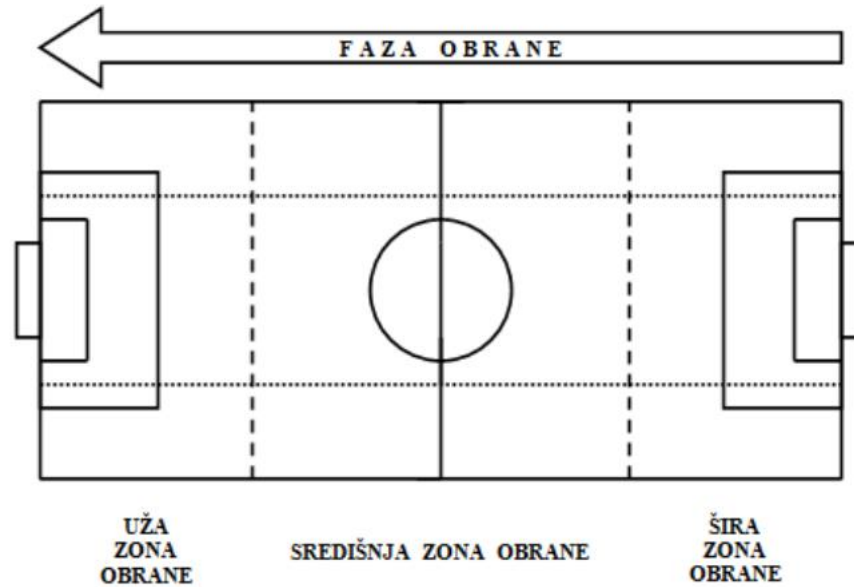 FAZA OBRANE
UŽA
ZONA
OBRANE
SREDIŠNJA ZONA OBRANE
ŠIRA
ZONA
OBRANE